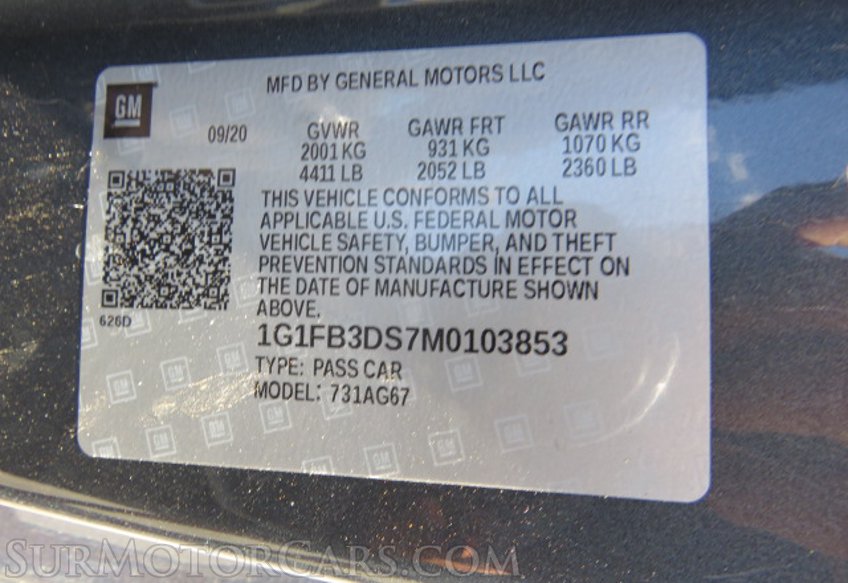 MFD BY GENERAL MOTORS LLC
GM
09/20
GVWR GAWR FRT GAWR RR
2001 KG 931 KG 1070 KG
4411 LB 2052 LB 2360 LB
THIS VEHICLE CONFORMS TO ALL
APPLICABLE U.S. FEDERAL MOTOR
VEHICLE SAFETY, BUMPER, AND THEFT
PREVENTION STANDARDS IN EFFECT ON
THE DATE OF MANUFACTURE SHOWN
ABOVE.
626D
1G1FB3DS7M0103853
TYPE: PASS CAR
MODEL: 731AG67
SurMotorCars.com